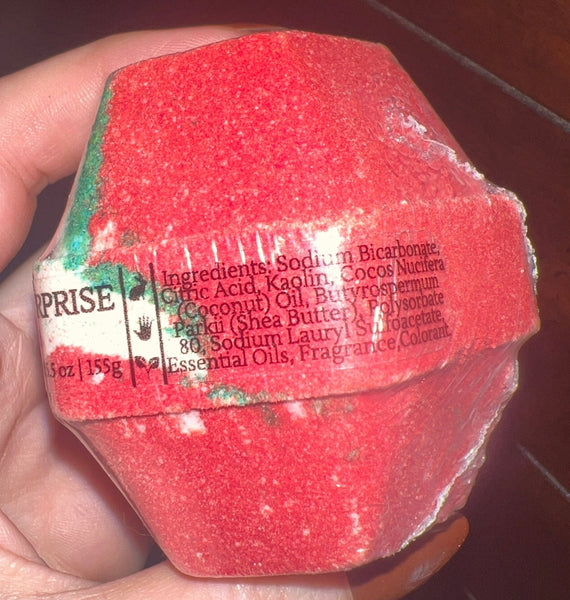 RPRISE
.5 oz | 155g
Ingredients: Sodium Bicarbonate,
Citric Acid, Kaolin, Cocos Nucifera
(Coconut) Oil, Butyrospermum
Parkii (Shea Butter), Polysorbate
80, Sodium Lauryl Sulfoacetate,
Essential Oils, Fragrance,Colorant.